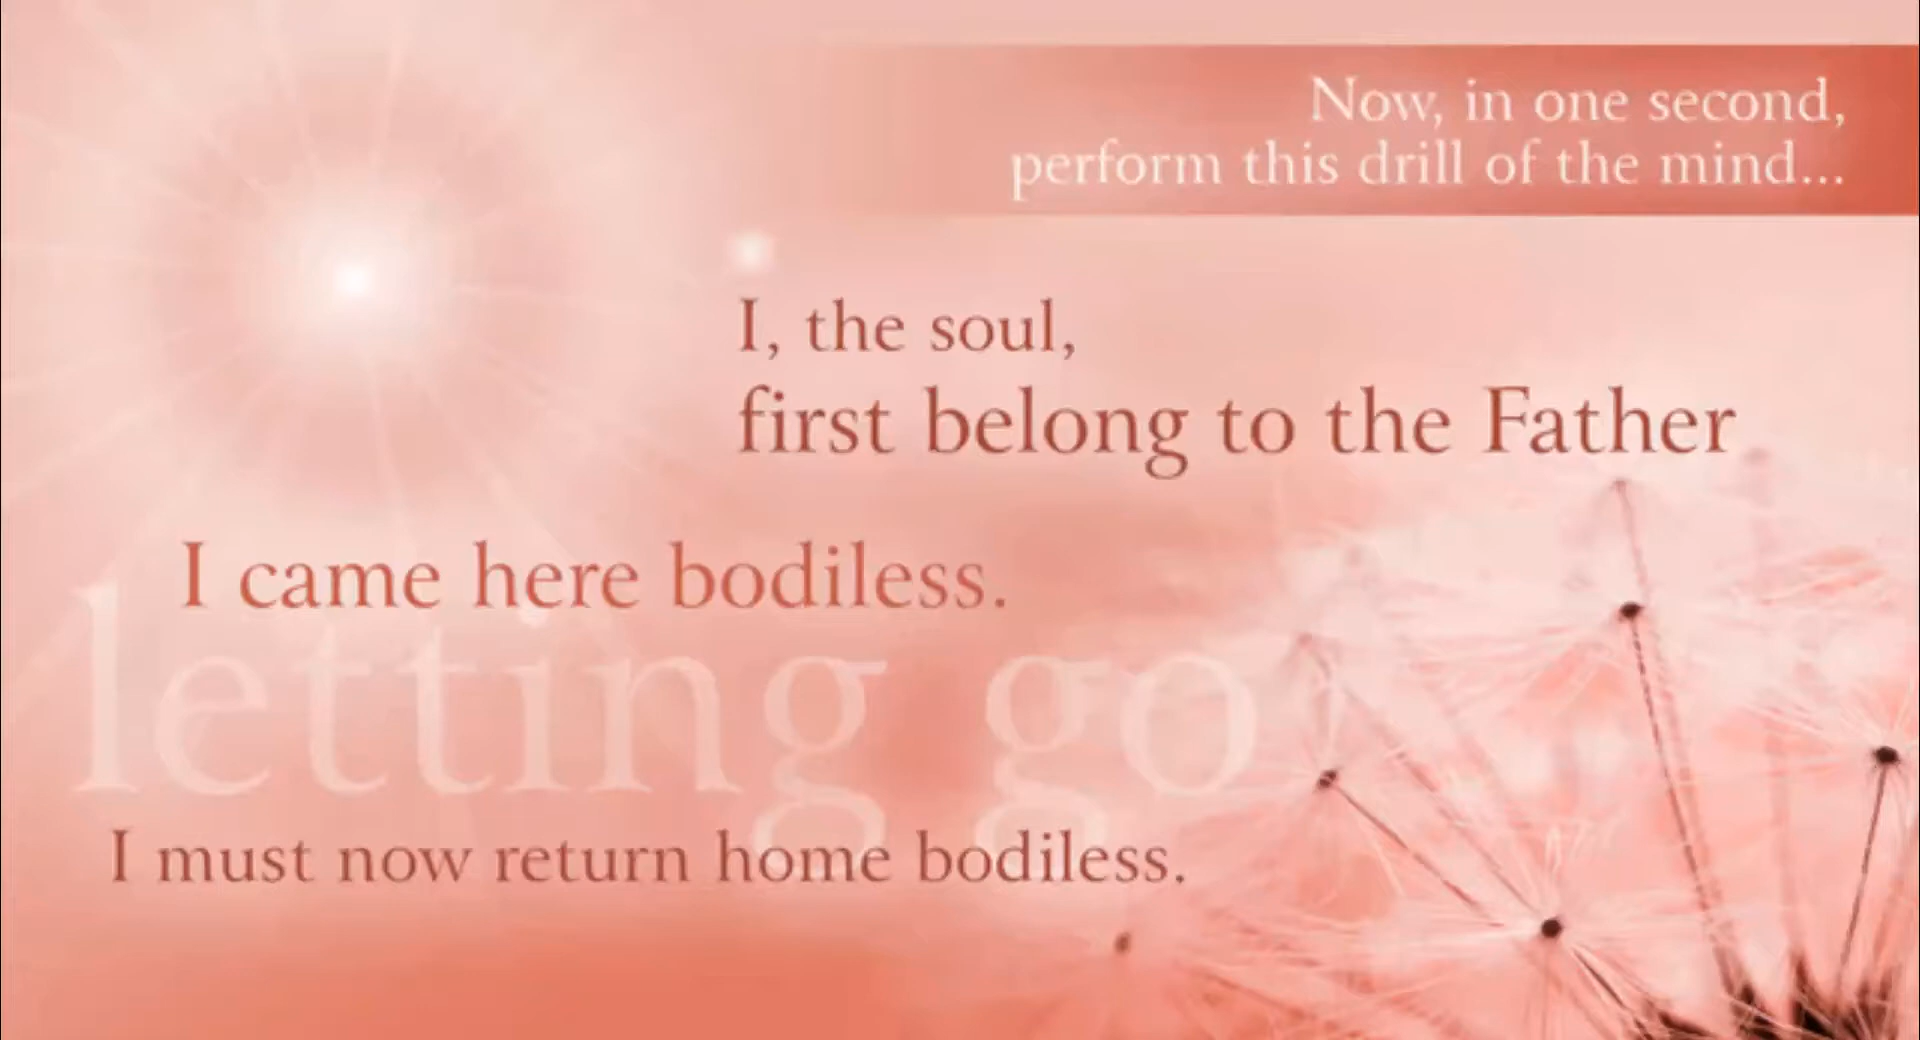 Now, in one second,
perform this drill of the mind...
I, the soul,
first belong to the Father
I came here bodiless.
letting go
I must now return home bodiless.